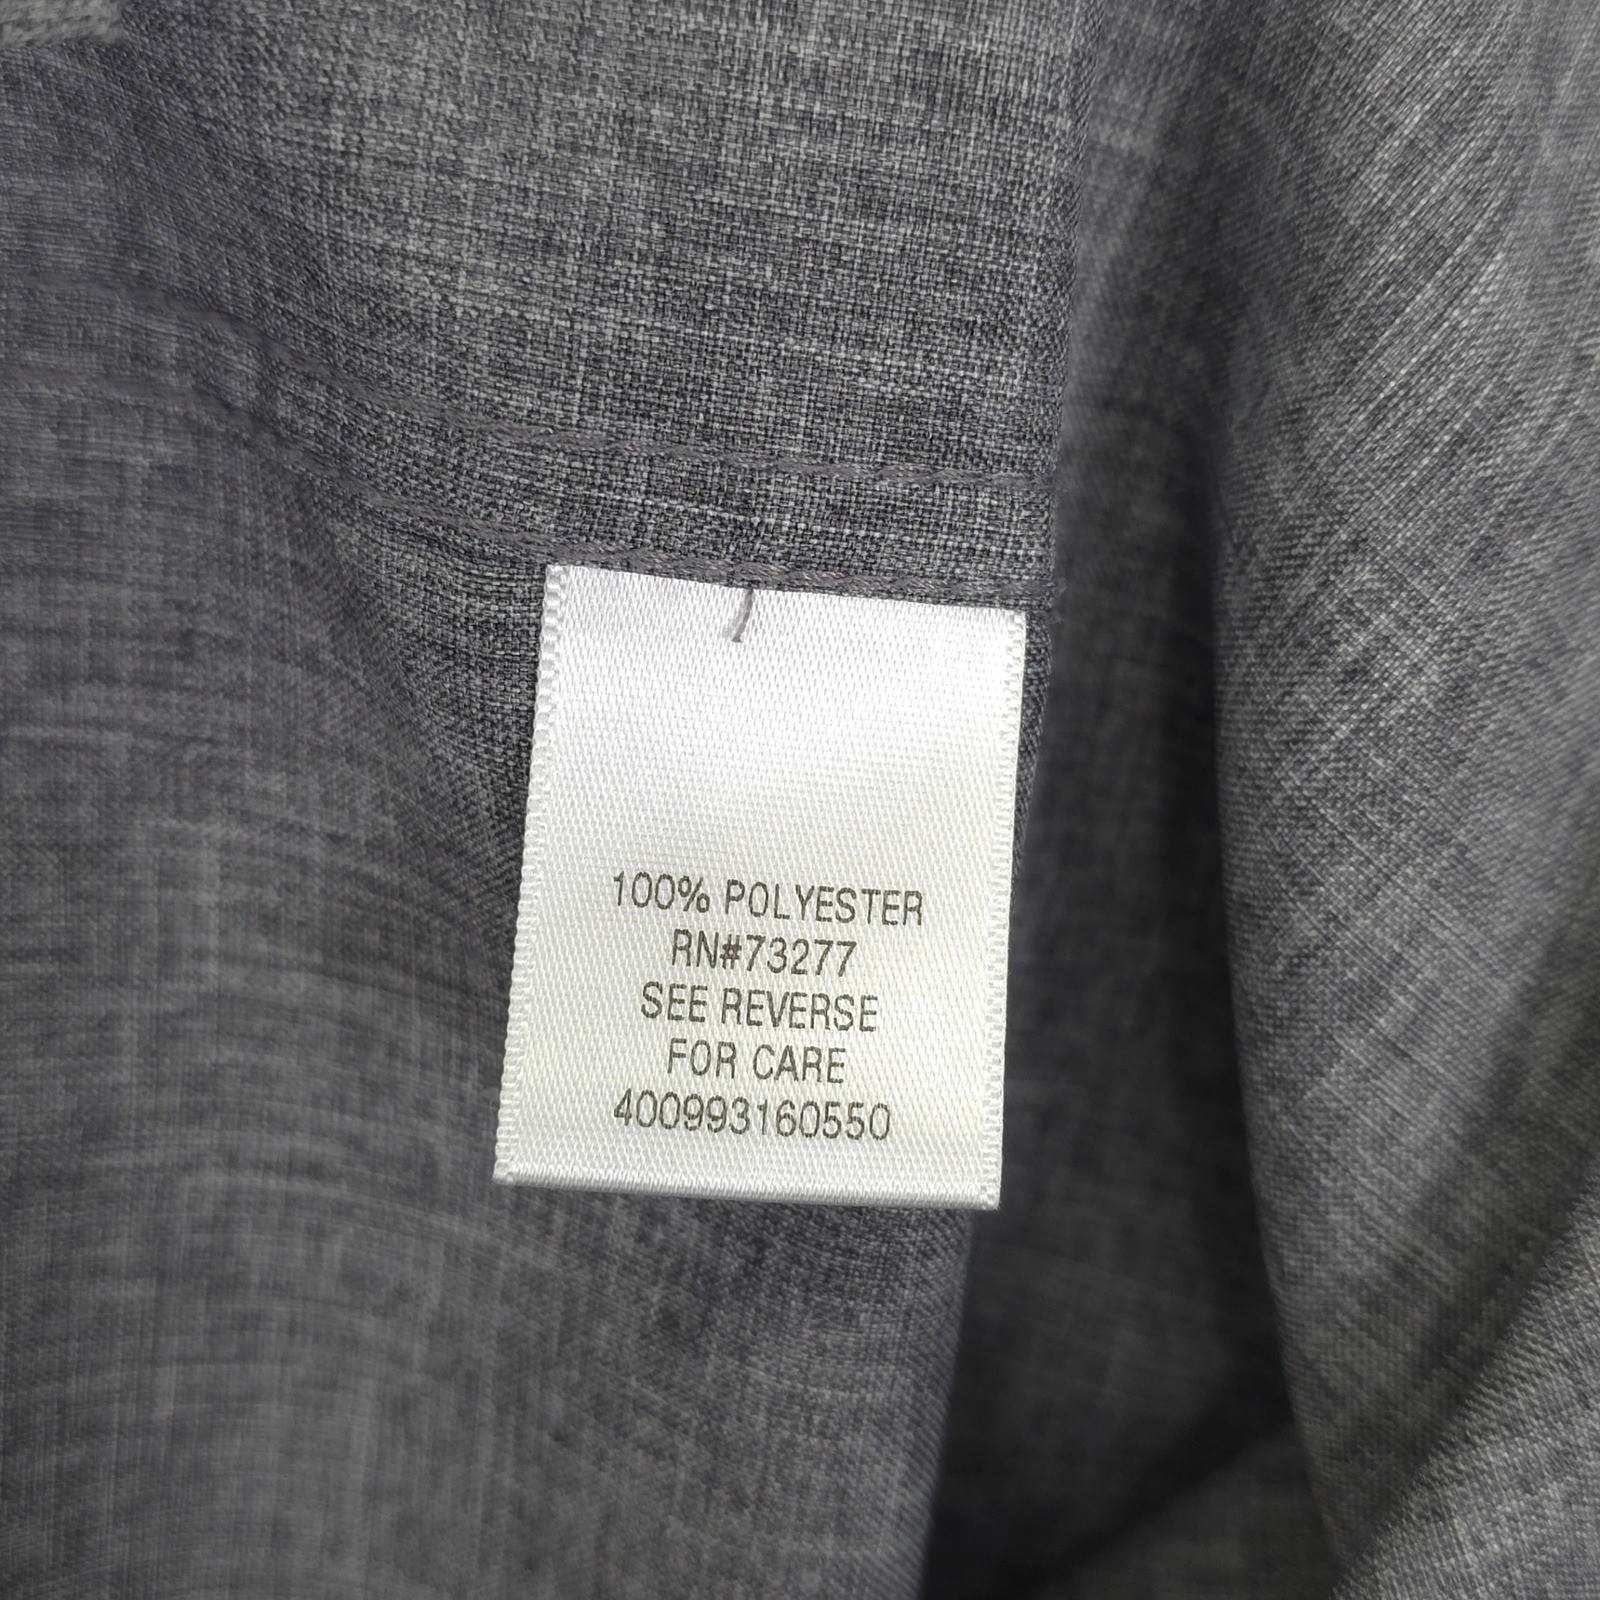 100% POLYESTER
RN#73277
SEE REVERSE
FOR CARE
400993160550